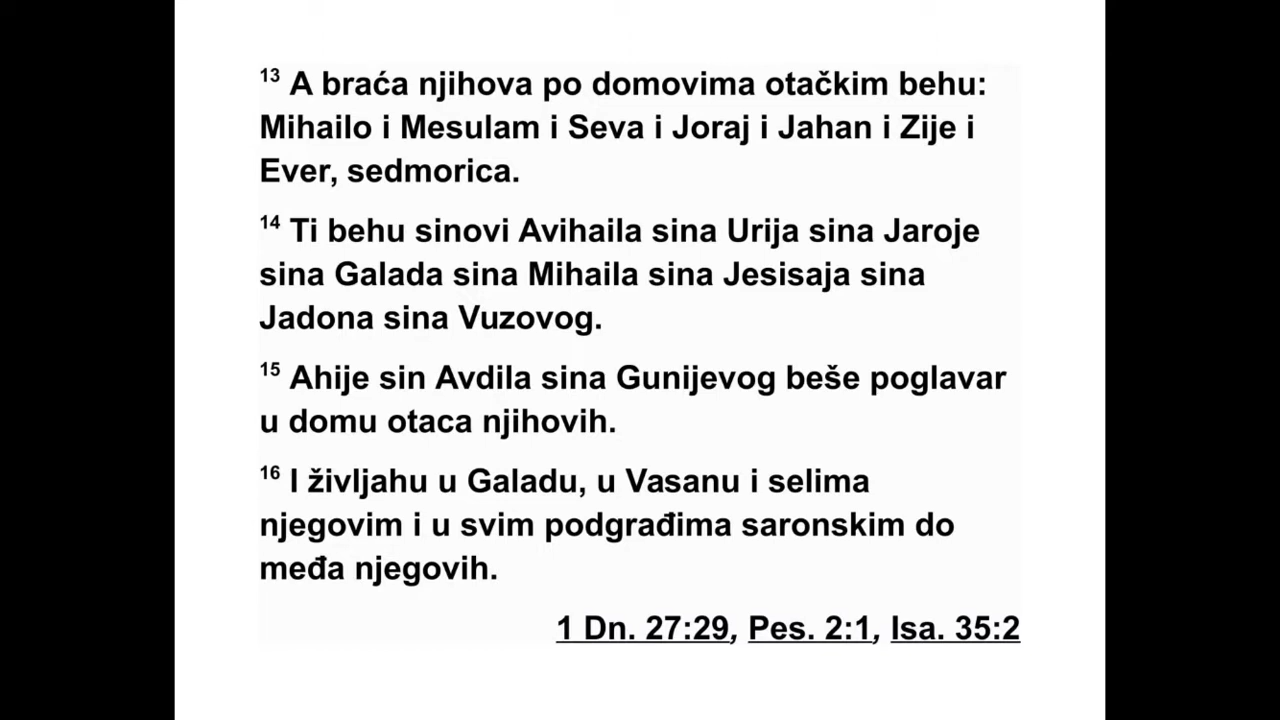 13 A braća njihova po domovima otačkim behu:
Mihailo i Mesulam i Seva i Joraj i Jahan i Zije i
Ever, sedmorica.
14 Ti behu sinovi Avihaila sina Urija sina Jaroje
sina Galada sina Mihaila sina Jesisaja sina
Jadona sina Vuzovog.
15 Ahije sin Avdila sina Gunijevog beše poglavar
u domu otaca njihovih.
16 I življahu u Galadu, u Vasanu i selima
njegovim i u svim podgrađima saronskim do
međa njegovih.
1 Dn. 27:29, Pes. 2:1, Isa. 35:2